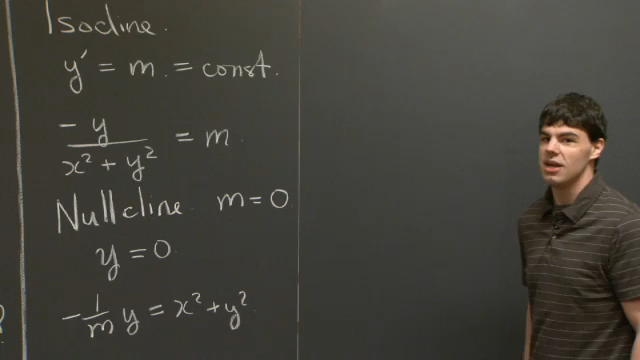 Isocline.
y' = m = const.
-y / (x² + y²) = m
Nullcline. m = 0
y = 0
-1/m y = x² + y²